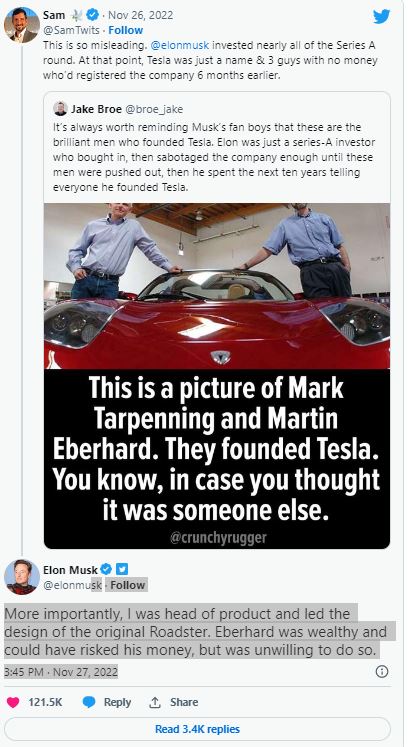 Sam · Nov 26, 2022
@SamTwits · Follow
This is so misleading. @elonmusk invested nearly all of the Series A
round. At that point, Tesla was just a name & 3 guys with no money
who'd registered the company 6 months earlier.
Jake Broe @broe_jake
It's always worth reminding Musk's fan boys that these are the
brilliant men who founded Tesla. Elon was just a series-A investor
who bought in, then sabotaged the company enough until these
men were pushed out, then he spent the next ten years telling
everyone he founded Tesla.
This is a picture of Mark
Tarpenning and Martin
Eberhard. They founded Tesla.
You know, in case you thought
it was someone else.
@crunchyrugger
Elon Musk
@elonmusk · Follow
More importantly, I was head of product and led the
design of the original Roadster. Eberhard was wealthy and
could have risked his money, but was unwilling to do so.
3:45 PM · Nov 27, 2022
121.5K Reply Share
Read 3.4K replies